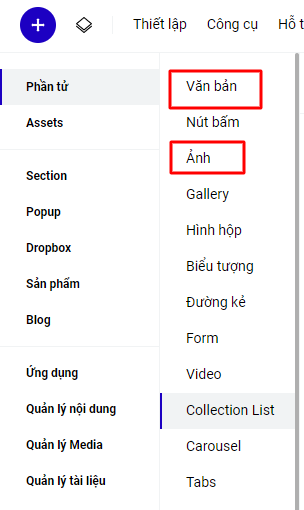 Thiết lập Công cụ Hỗ t
Phần tử
Assets
Section
Popup
Dropbox
Sản phẩm
Blog
Ứng dụng
Quản lý nội dung
Quản lý Media
Quản lý tài liệu
Văn bản
Nút bấm
Ảnh
Gallery
Hình hộp
Biểu tượng
Đường kẻ
Form
Video
Collection List
Carousel
Tabs